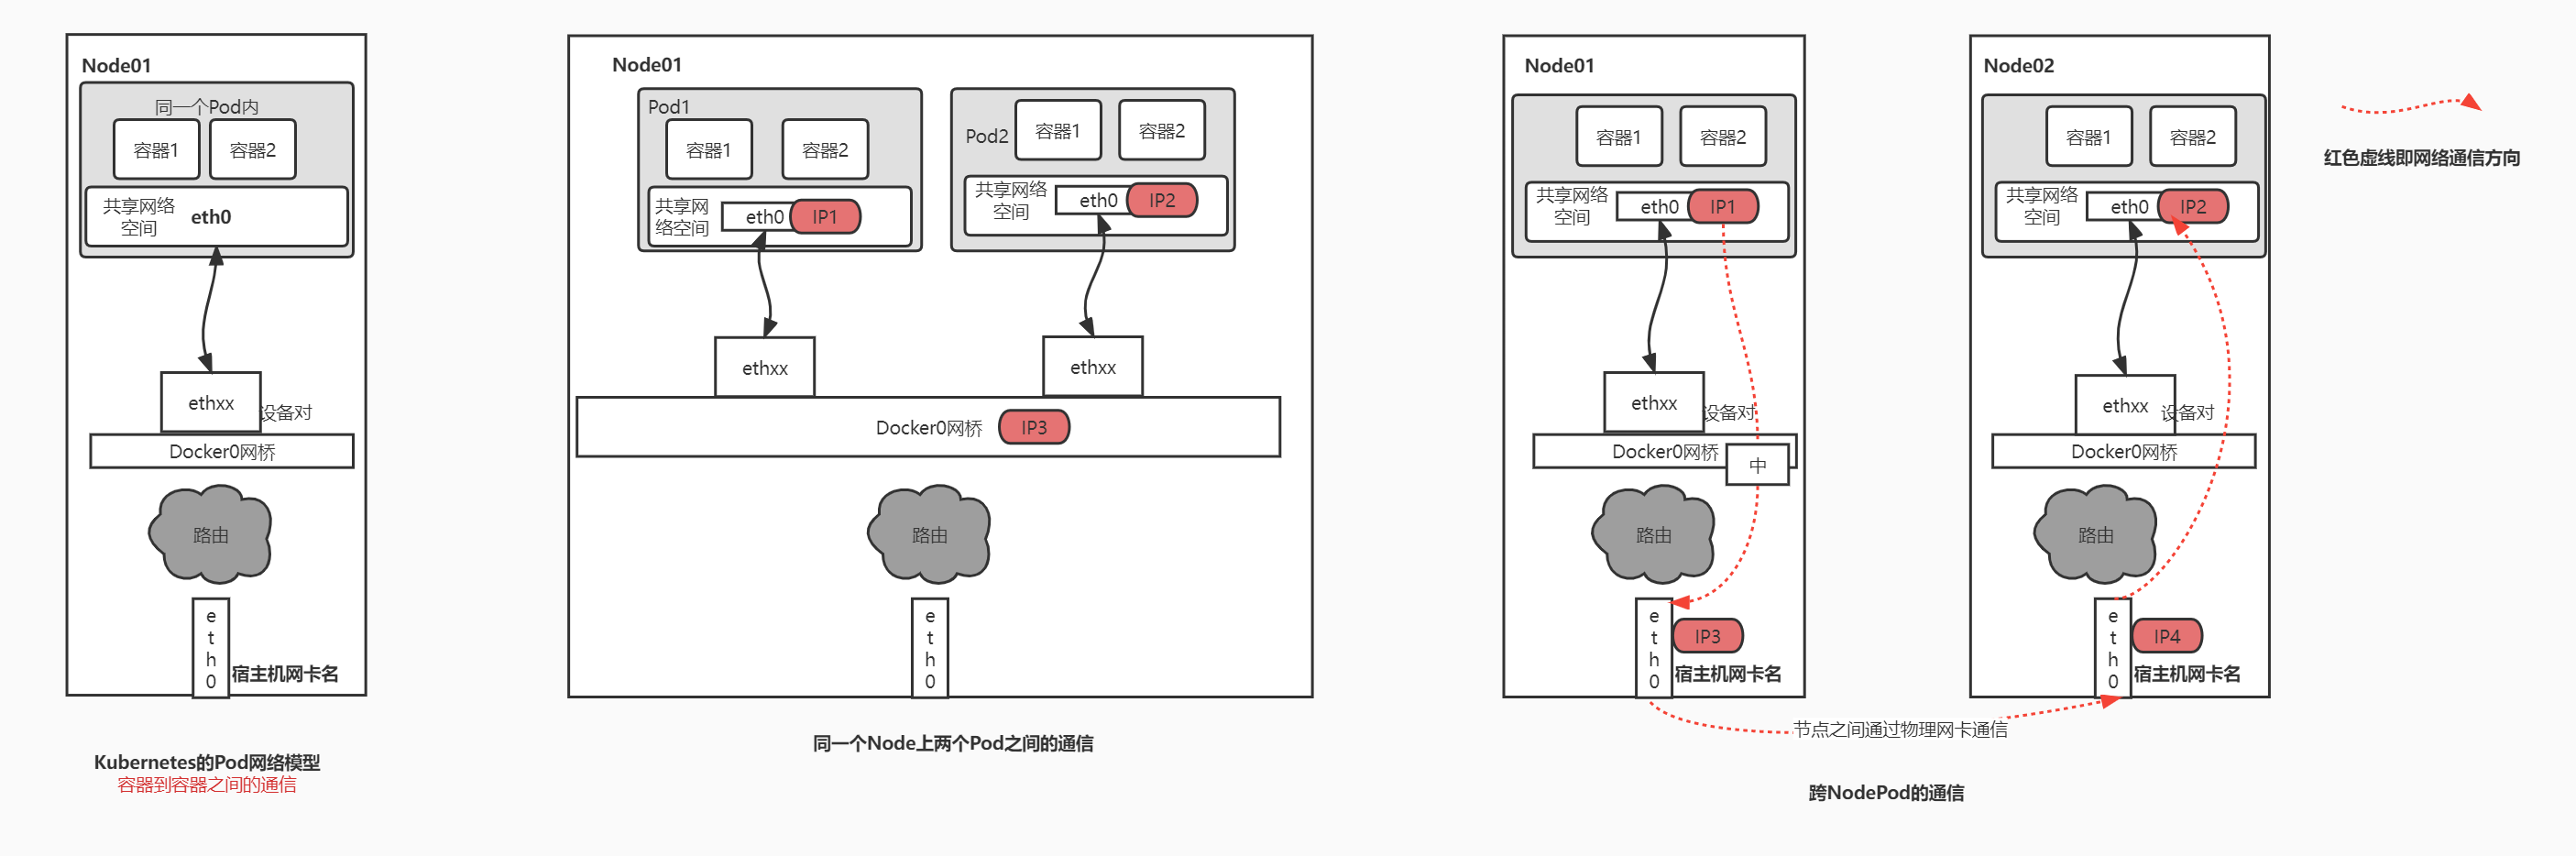 Node01
同一个Pod内
容器1
容器2
共享网络
空间
eth0
ethxx
设备对
Docker0网桥
路由
e
t
h
0
宿主机网卡名
Kubernetes的Pod网络模型
容器到容器之间的通信
Node01
Pod1
容器1
容器2
共享网
络空间
eth0
IP1
Pod2
容器1
容器2
共享网络
空间
eth0
IP2
ethxx
ethxx
Docker0网桥
IP3
路由
e
t
h
0
同一个Node上两个Pod之间的通信
Node01
容器1
容器2
共享网络
空间
eth0
IP1
ethxx
设备对
Docker0网桥
中
路由
e
t
h
0
IP3
宿主机网卡名
Node02
容器1
容器2
共享网络
空间
eth0
IP2
ethxx
设备对
Docker0网桥
路由
e
t
h
0
IP4
宿主机网卡名
节点之间通过物理网卡通信
跨NodePod的通信
红色虚线即网络通信方向